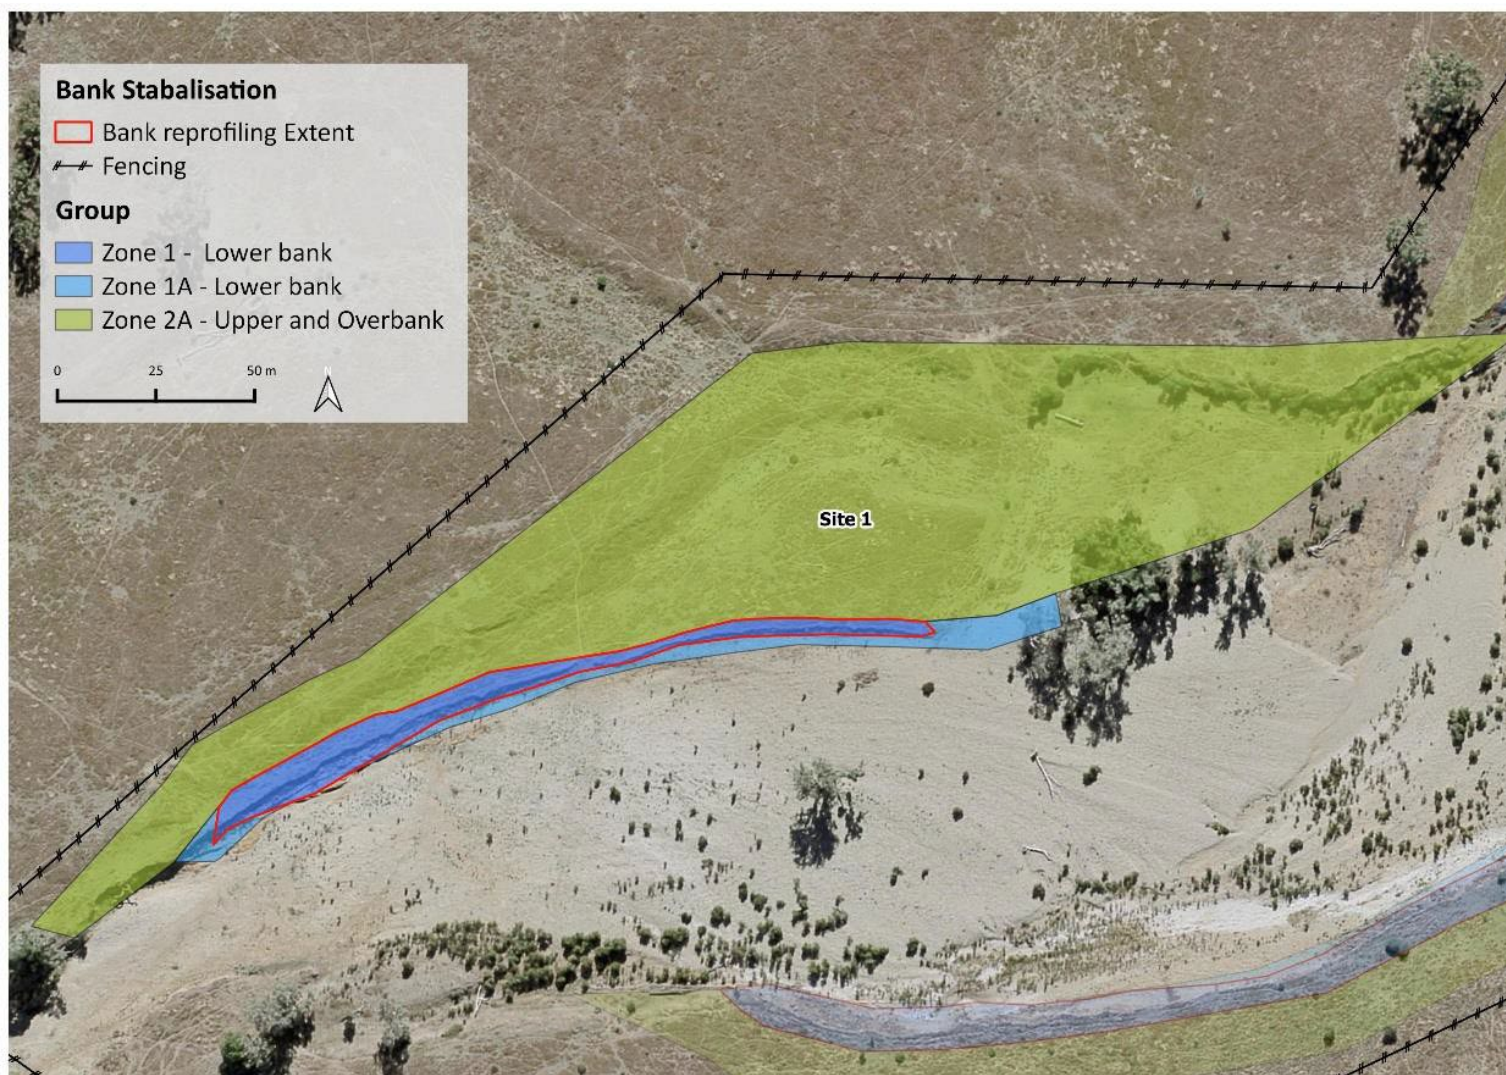 Bank Stabalisation
Bank reprofiling Extent
Fencing
Group
Zone 1 - Lower bank
Zone 1A - Lower bank
Zone 2A - Upper and Overbank
0 25 50 m
N
Site 1